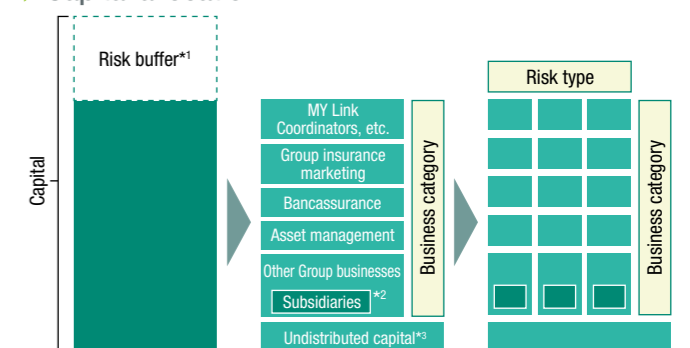 Risk buffer*1
Capital
MY Link
Coordinators, etc.
Group insurance
marketing
Bancassurance
Asset management
Other Group businesses
Subsidiaries *2
Undistributed capital*3
Business category
Risk type
Business category